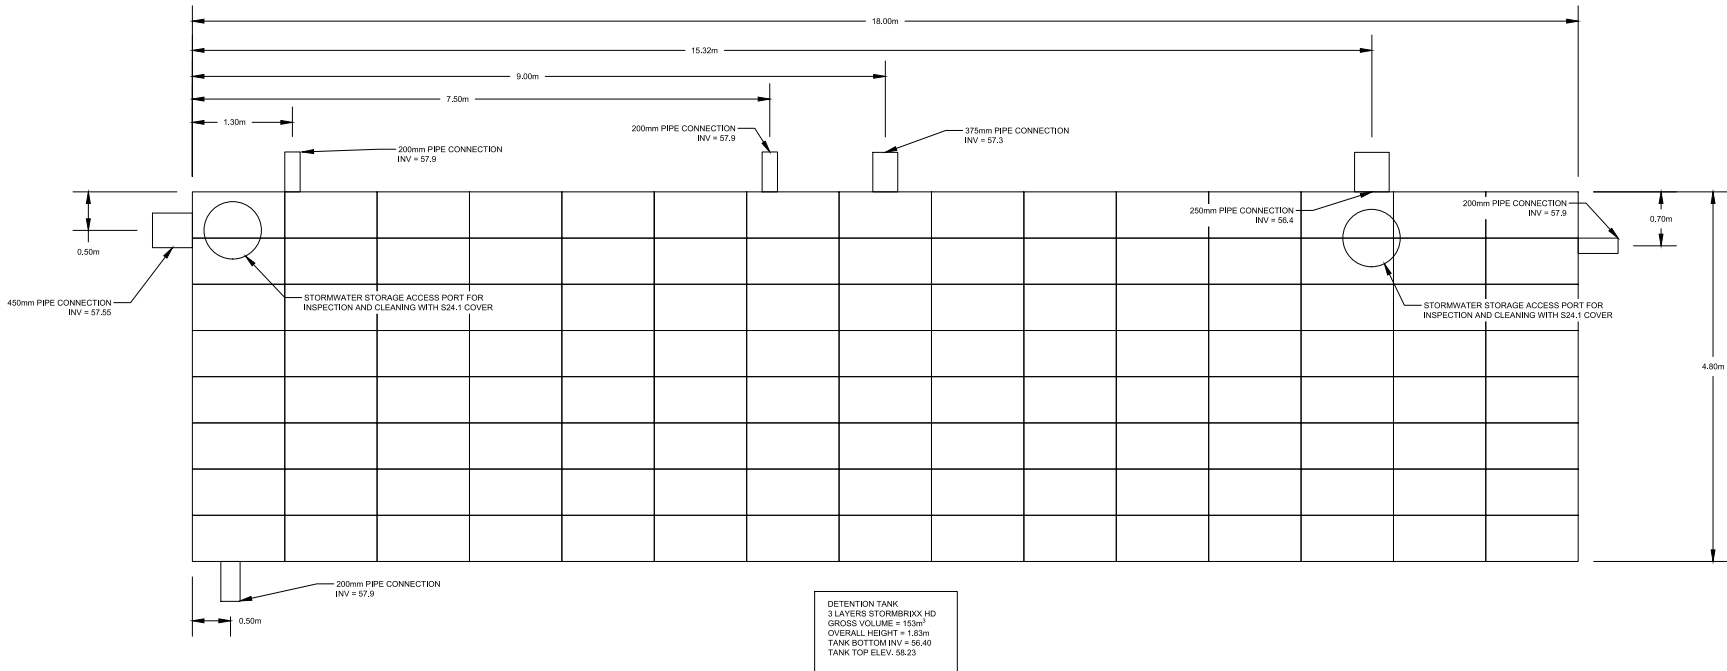 18.00m
15.32m
9.00m
7.50m
1.30m
200mm PIPE CONNECTION
INV = 57.9
200mm PIPE CONNECTION
INV = 57.9
375mm PIPE CONNECTION
INV = 57.3
250mm PIPE CONNECTION
INV = 56.4
200mm PIPE CONNECTION
INV = 57.9
0.70m
0.50m
450mm PIPE CONNECTION
INV = 57.55
STORMWATER STORAGE ACCESS PORT FOR
INSPECTION AND CLEANING WITH S24.1 COVER
STORMWATER STORAGE ACCESS PORT FOR
INSPECTION AND CLEANING WITH S24.1 COVER
4.80m
200mm PIPE CONNECTION
INV = 57.9
0.50m
DETENTION TANK
3 LAYERS STORMBRIXX HD
GROSS VOLUME = 153m³
OVERALL HEIGHT = 1.83m
TANK BOTTOM INV = 56.40
TANK TOP ELEV. 58.23